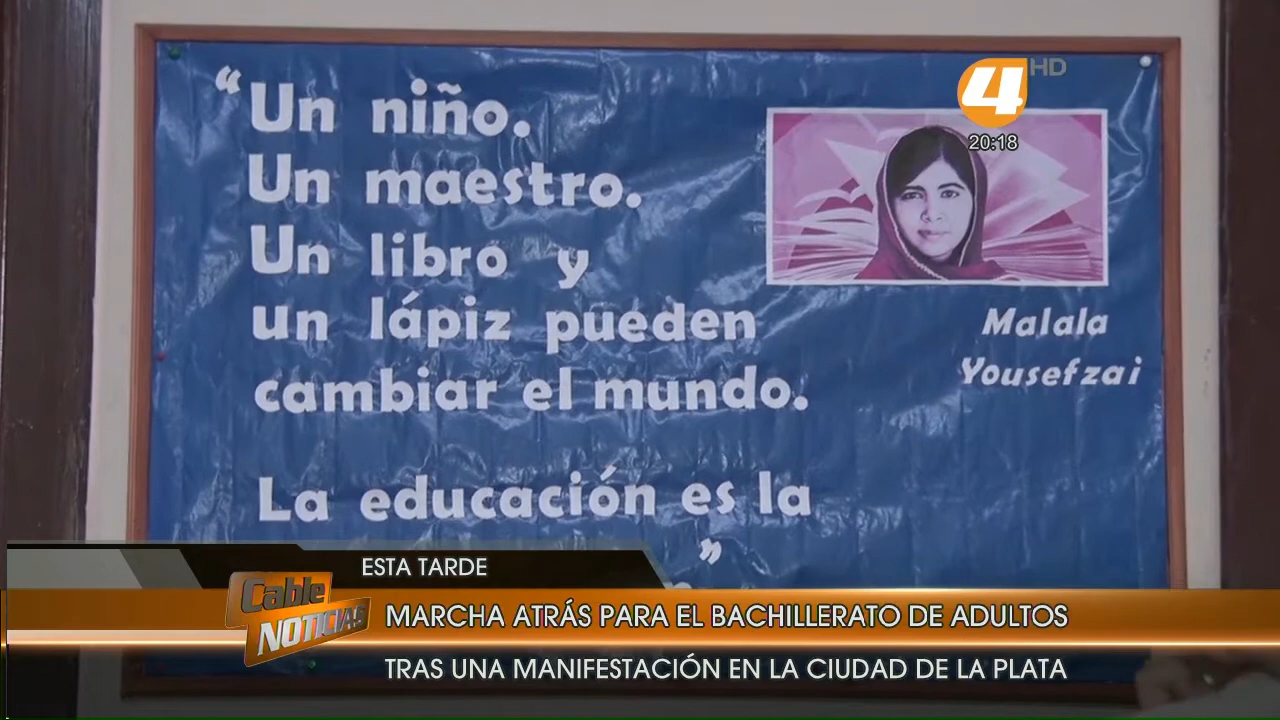 4HD
20:18
“Un niño.
Un maestro.
Un libro y
un lápiz pueden
cambiar el mundo.
La educación es la
”
Malala
Yousefzai
ESTA TARDE
Cable
NOTICIAS
MARCHA ATRÁS PARA EL BACHILLERATO DE ADULTOS
TRAS UNA MANIFESTACIÓN EN LA CIUDAD DE LA PLATA